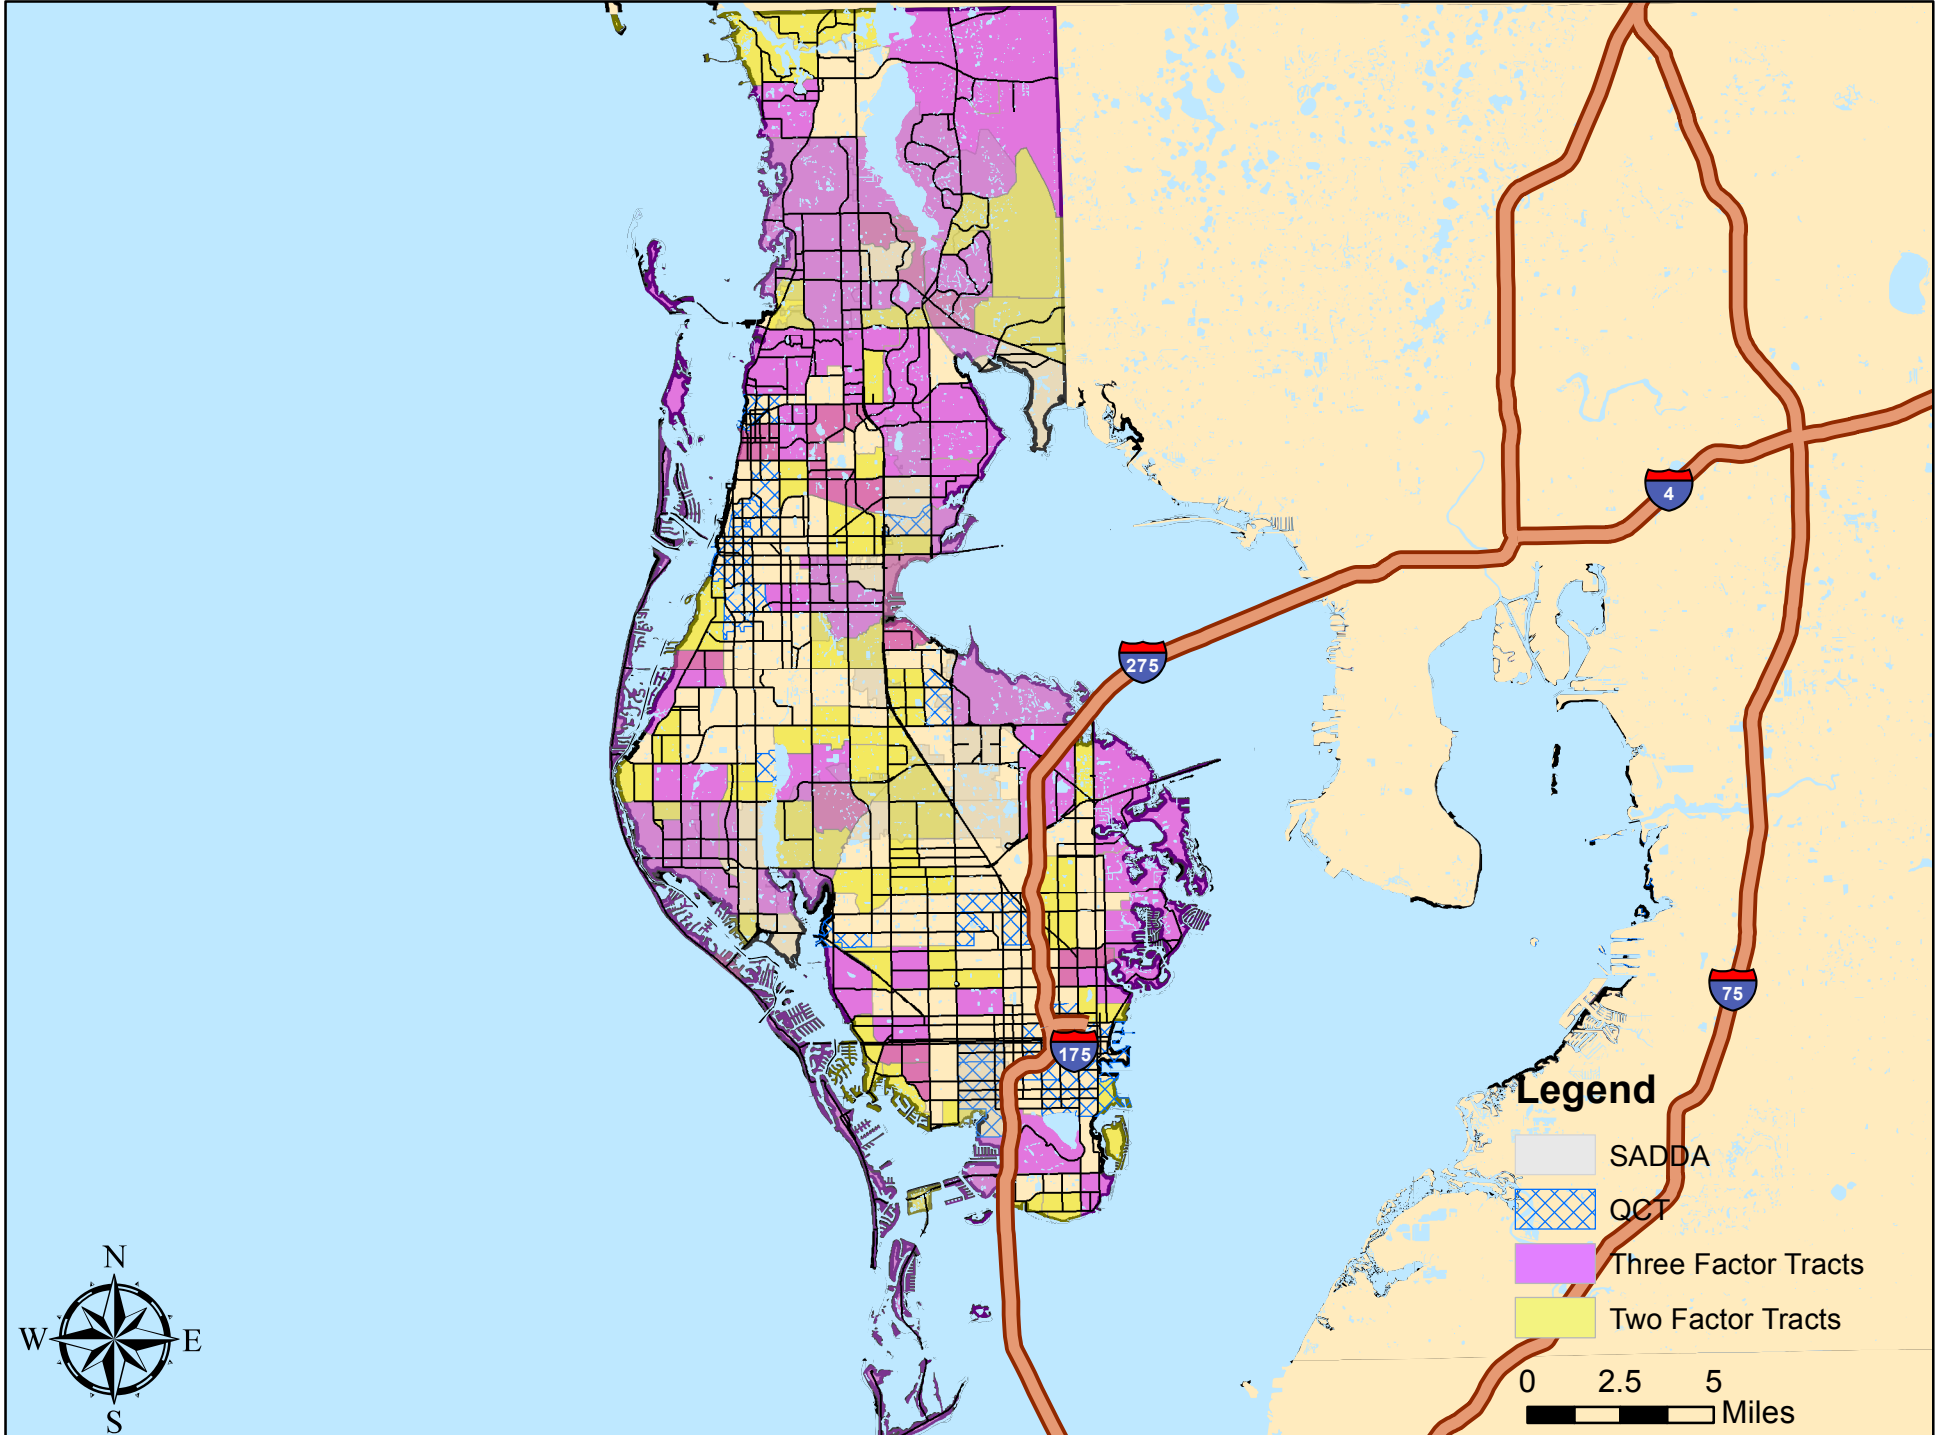 4
275
75
175
Legend
SADDA
QCT
Three Factor Tracts
Two Factor Tracts
0 2.5 5
Miles
N
W E
S